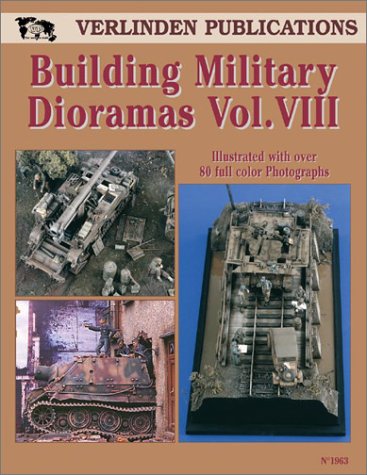 VERLINDEN PUBLICATIONS
Building Military
Dioramas Vol.VIII
Illustrated with over
80 full color Photographs
N°1963